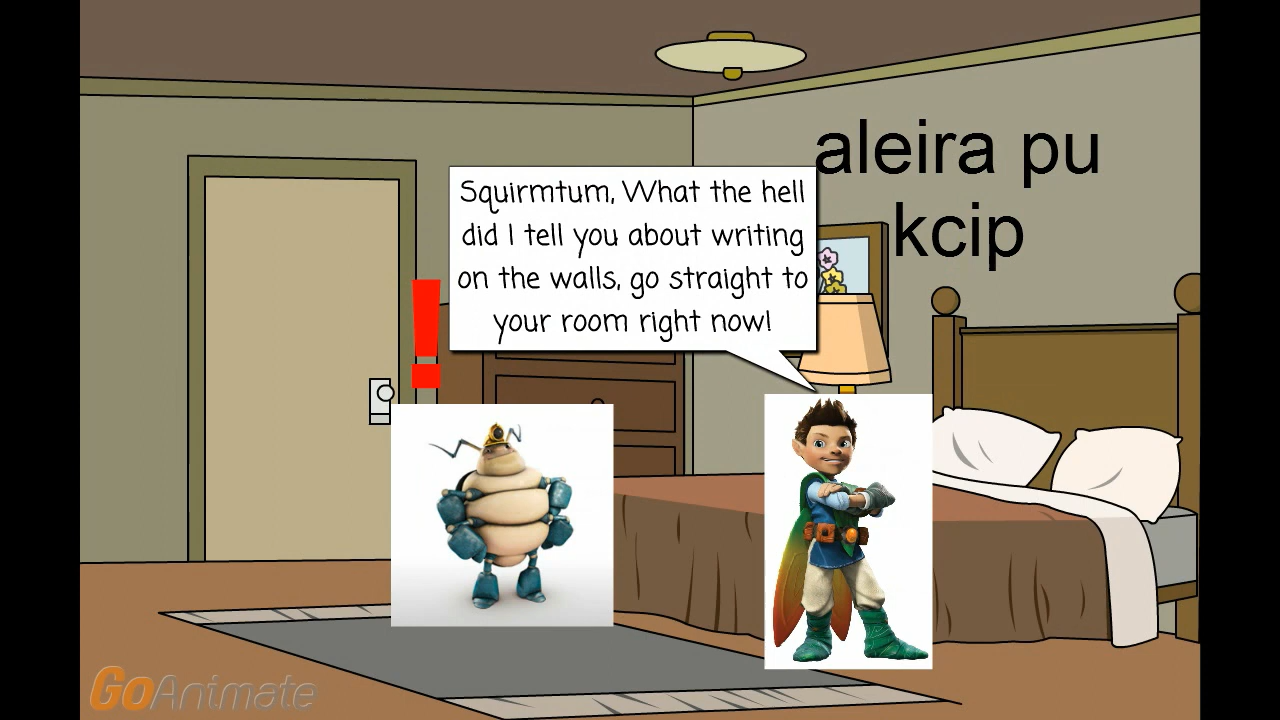 aleira pu
kcip
Squirmtum, What the hell
did I tell you about writing
on the walls, go straight to
your room right now!
!
GoAnimate